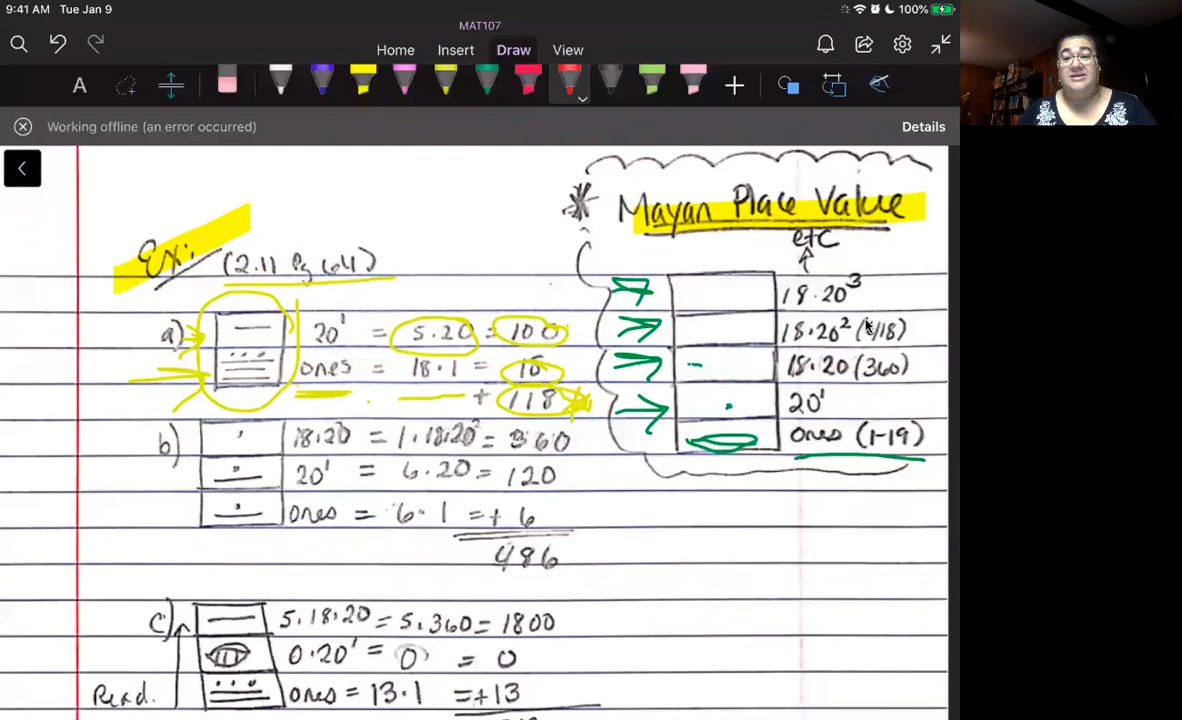 9:41 AM Tue Jan 9
100%
MAT107
Home Insert Draw View
Working offline (an error occurred)
Details
Mayan Place Value
etc
18·20³
18·20²
18·20 (360)
20¹
ones (1-19)
Ex: (2.11 Pg 64)
a) 20¹ = 5.20 = 100
ones = 18·1 =
+ 118
b) 18·20 = 1·18·20² = 360
20¹ = 6.20 = 120
ones = 6·1 = + 6
486
c) 5.18.20 = 5.360 = 1800
0·20¹ = 0 = 0
Read. ones = 13·1 = +13